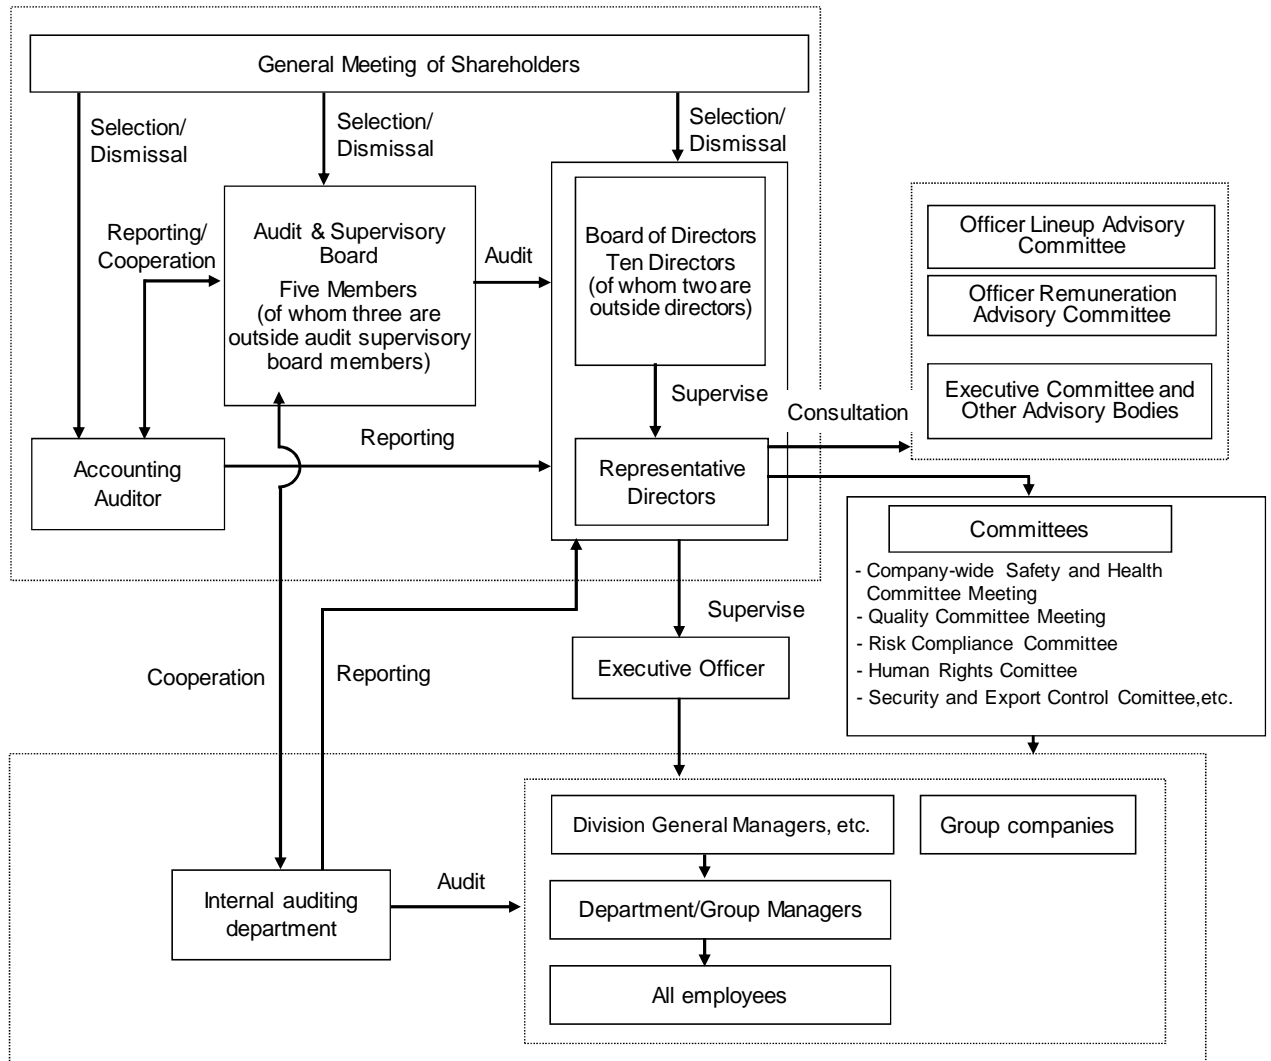 General Meeting of Shareholders
Selection/
Dismissal
Selection/
Dismissal
Selection/
Dismissal
Reporting/
Cooperation
Audit & Supervisory
Board
Five Members
(of whom three are
outside audit supervisory
board members)
Audit
Board of Directors
Ten Directors
(of whom two are
outside directors)
Officer Lineup Advisory
Committee
Officer Remuneration
Advisory Committee
Executive Committee and
Other Advisory Bodies
Supervise
Consultation
Accounting
Auditor
Reporting
Representative
Directors
Committees
- Company-wide Safety and Health
Committee Meeting
- Quality Committee Meeting
- Risk Compliance Committee
- Human Rights Comittee
- Security and Export Control Comittee,etc.
Supervise
Executive Officer
Cooperation
Reporting
Division General Managers, etc.
Group companies
Internal auditing
department
Audit
Department/Group Managers
All employees